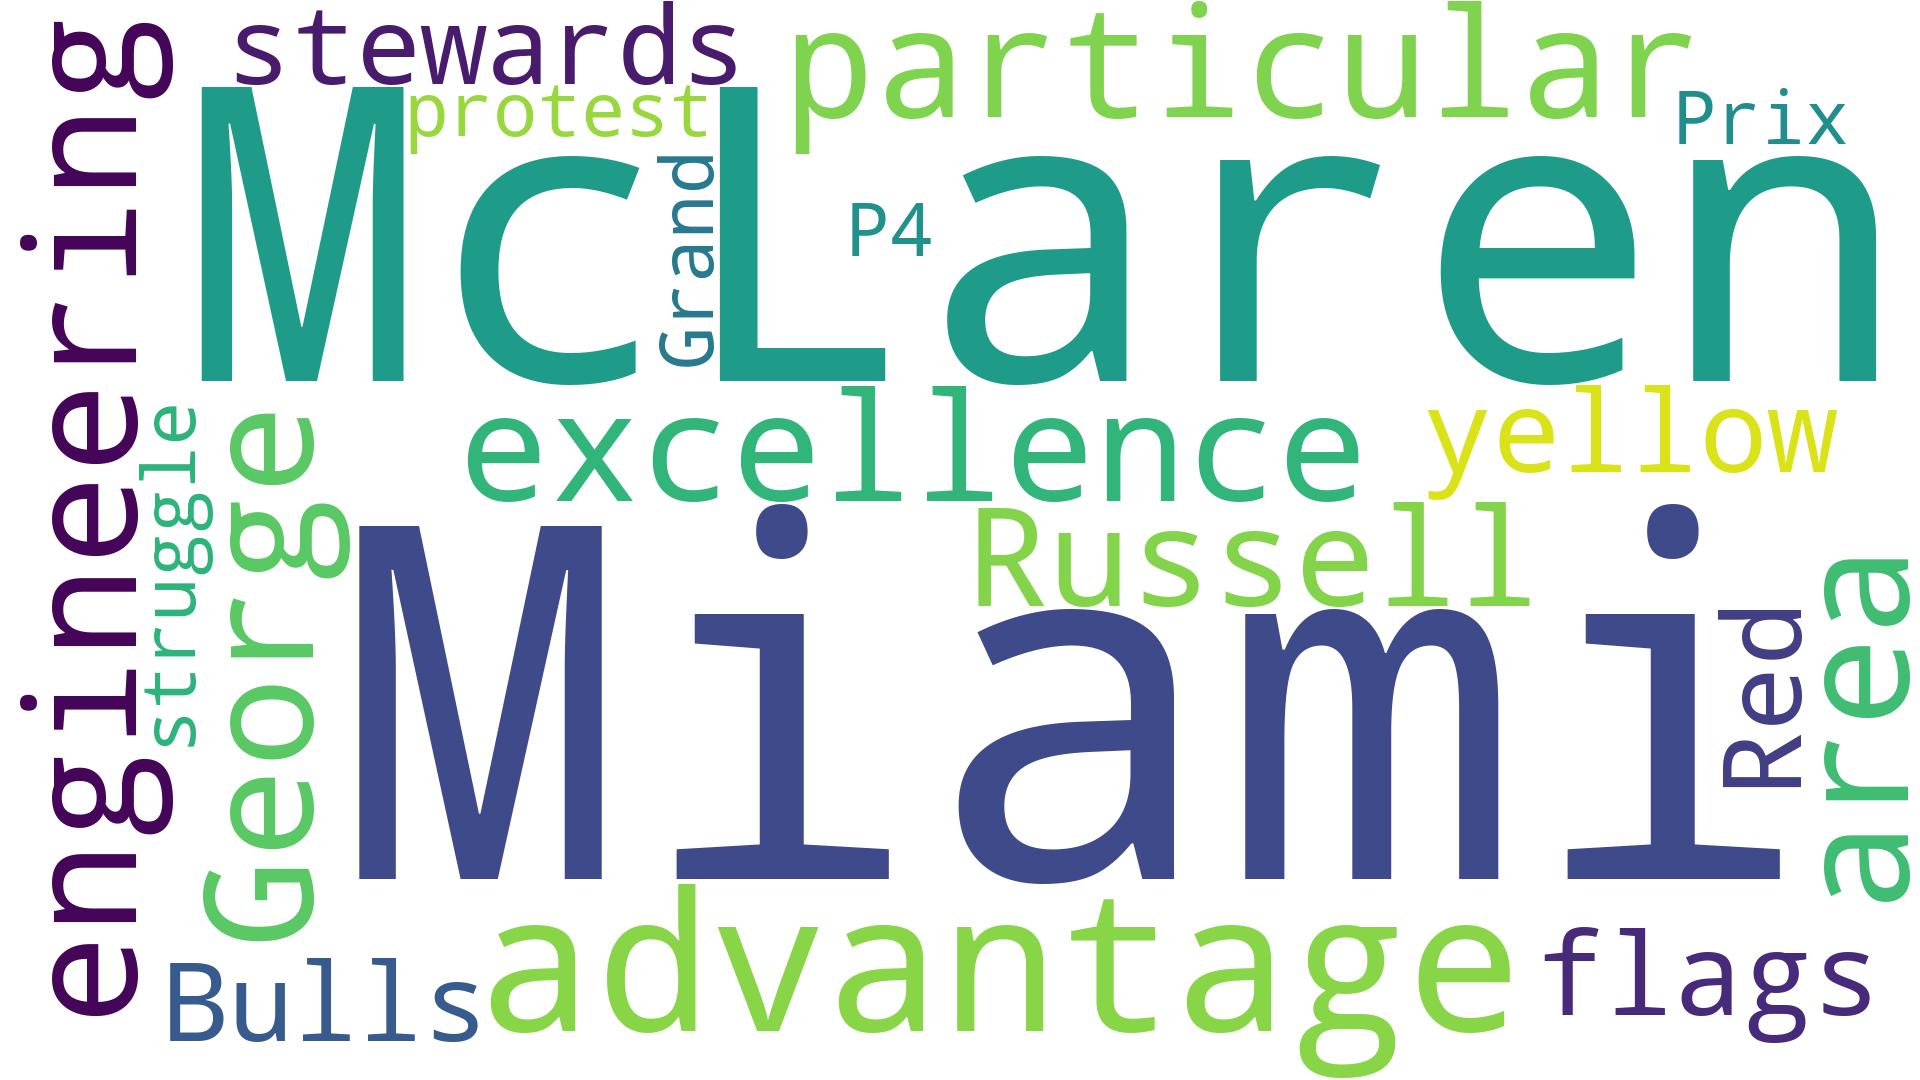 stewards
particular
protest
Prix
McLaren
Grand
P4
engineering
struggle
George
excellence
yellow
Russell
Miami
Red
area
advantage
flags
Bulls